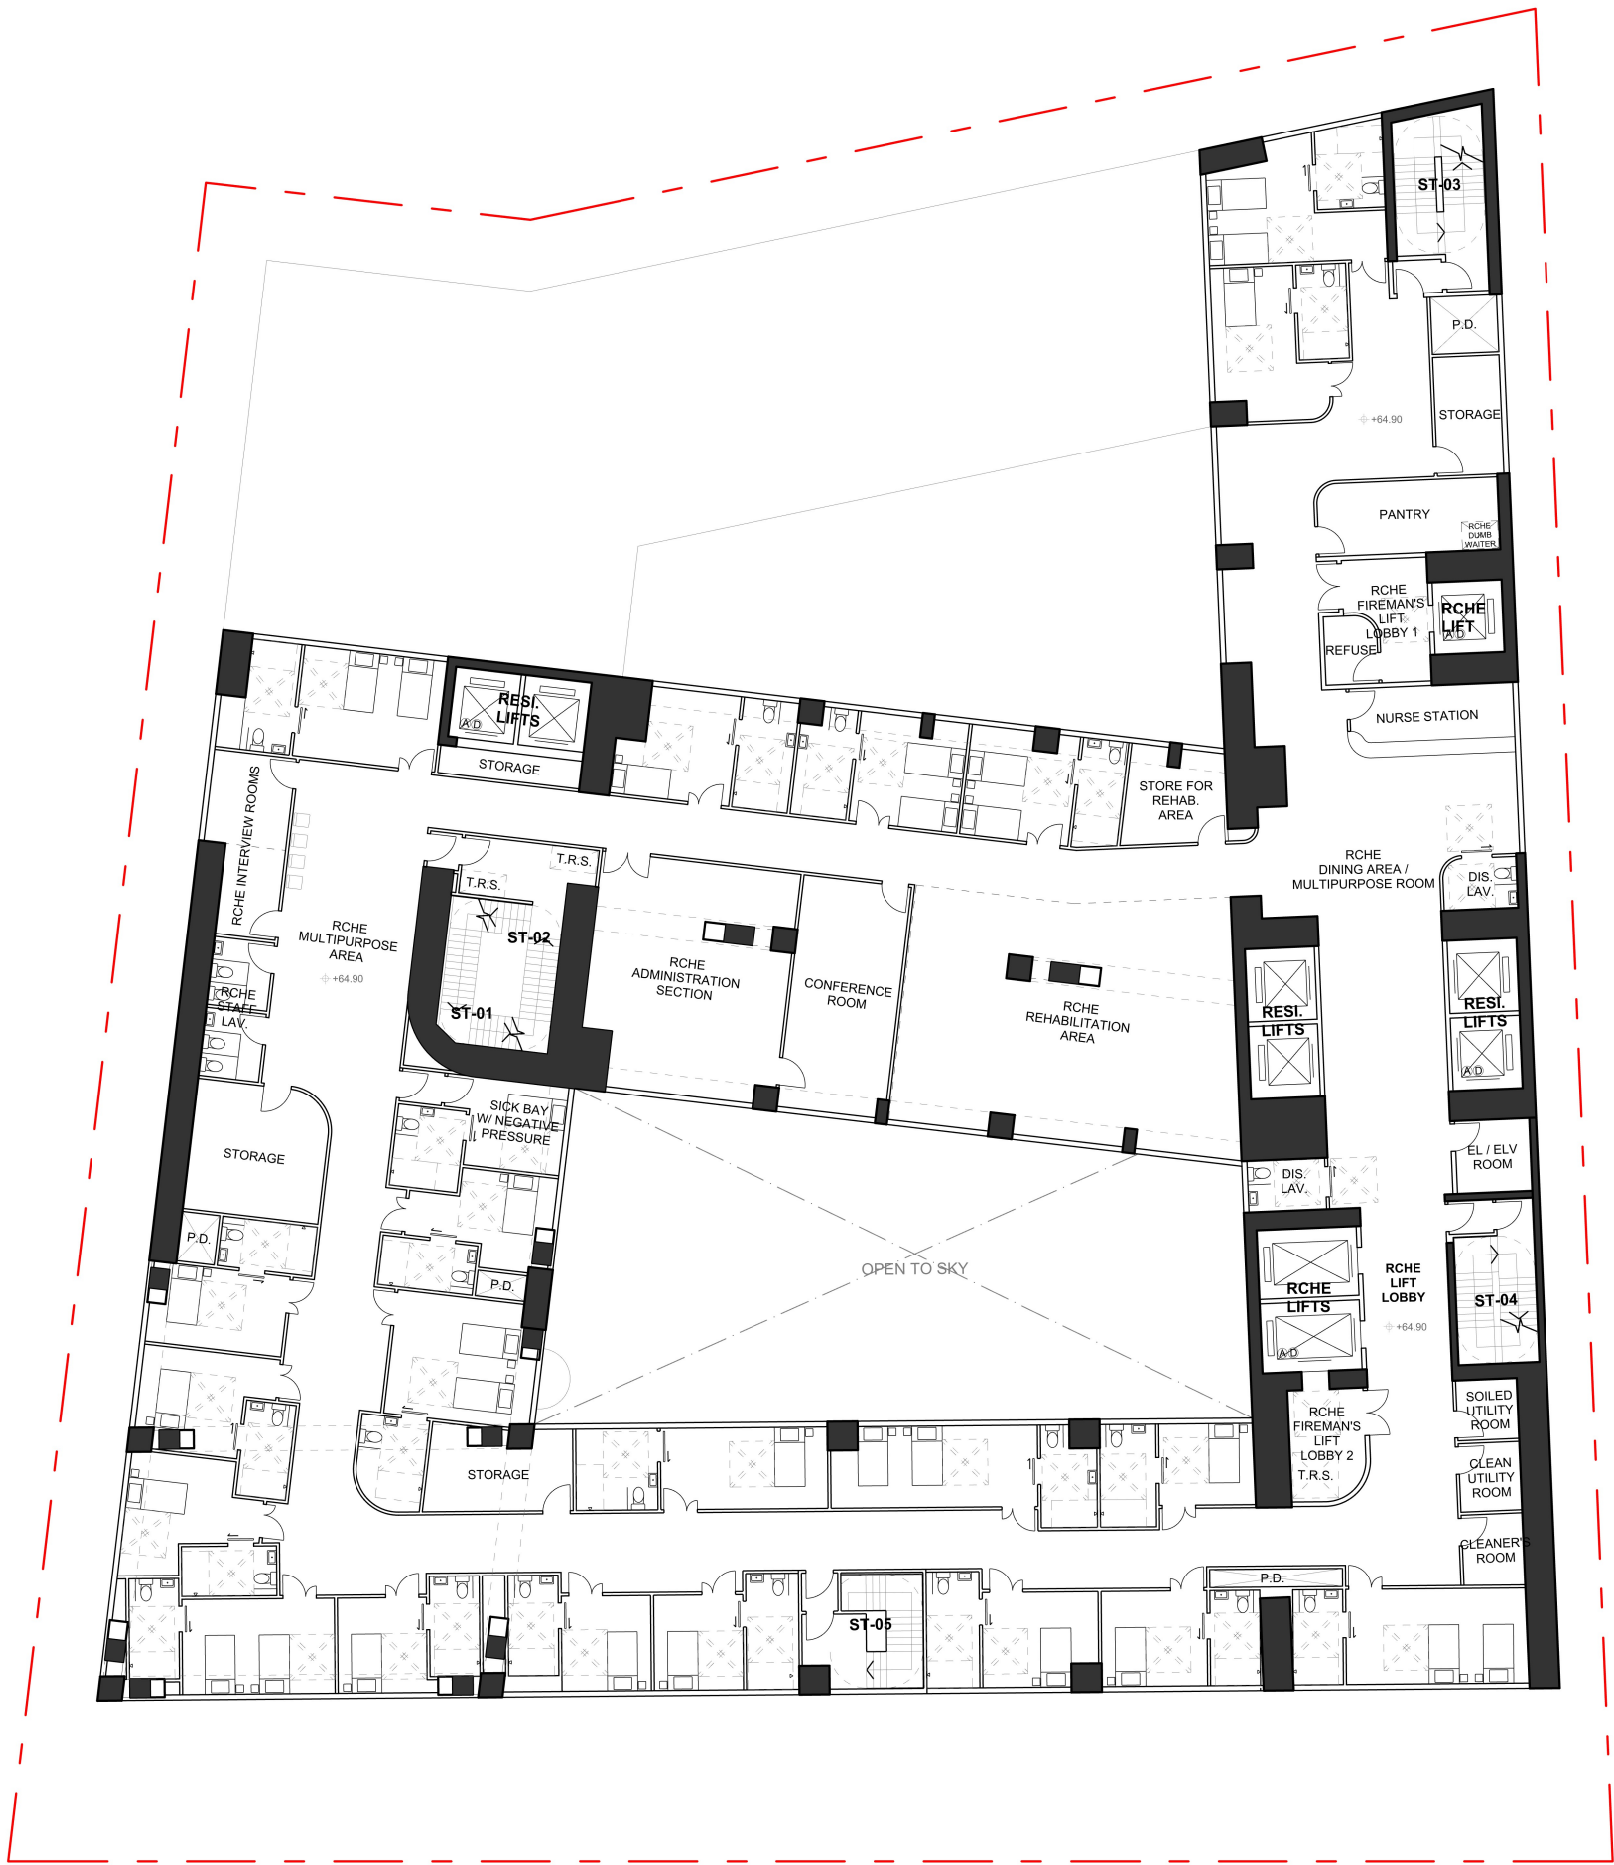 ST-03
P.D.
STORAGE
+64.90
PANTRY
RCHE
DUMB
WAITER
RCHE
FIREMAN'S
LIFT
LOBBY 1
RCHE
LIFT
A D
REFUSE
NURSE STATION
RESI.
LIFTS
A D
STORAGE
STORE FOR
REHAB.
AREA
RCHE INTERVIEW ROOMS
T.R.S.
T.R.S.
RCHE
DINING AREA /
MULTIPURPOSE ROOM
DIS.
LAV.
RCHE
MULTIPURPOSE
AREA
+64.90
ST-02
ST-01
RCHE
ADMINISTRATION
SECTION
CONFERENCE
ROOM
RCHE
REHABILITATION
AREA
RESI.
LIFTS
RESI.
LIFTS
A D
RCHE
STAFF
LAV.
SICK BAY
W/ NEGATIVE
PRESSURE
STORAGE
EL / ELV
ROOM
DIS.
LAV.
P.D.
P.D.
OPEN TO SKY
RCHE
LIFTS
A D
RCHE
LIFT
LOBBY
+64.90
ST-04
RCHE
FIREMAN'S
LIFT
LOBBY 2
T.R.S.
SOILED
UTILITY
ROOM
CLEAN
UTILITY
ROOM
CLEANER'S
ROOM
STORAGE
P.D.
ST-05